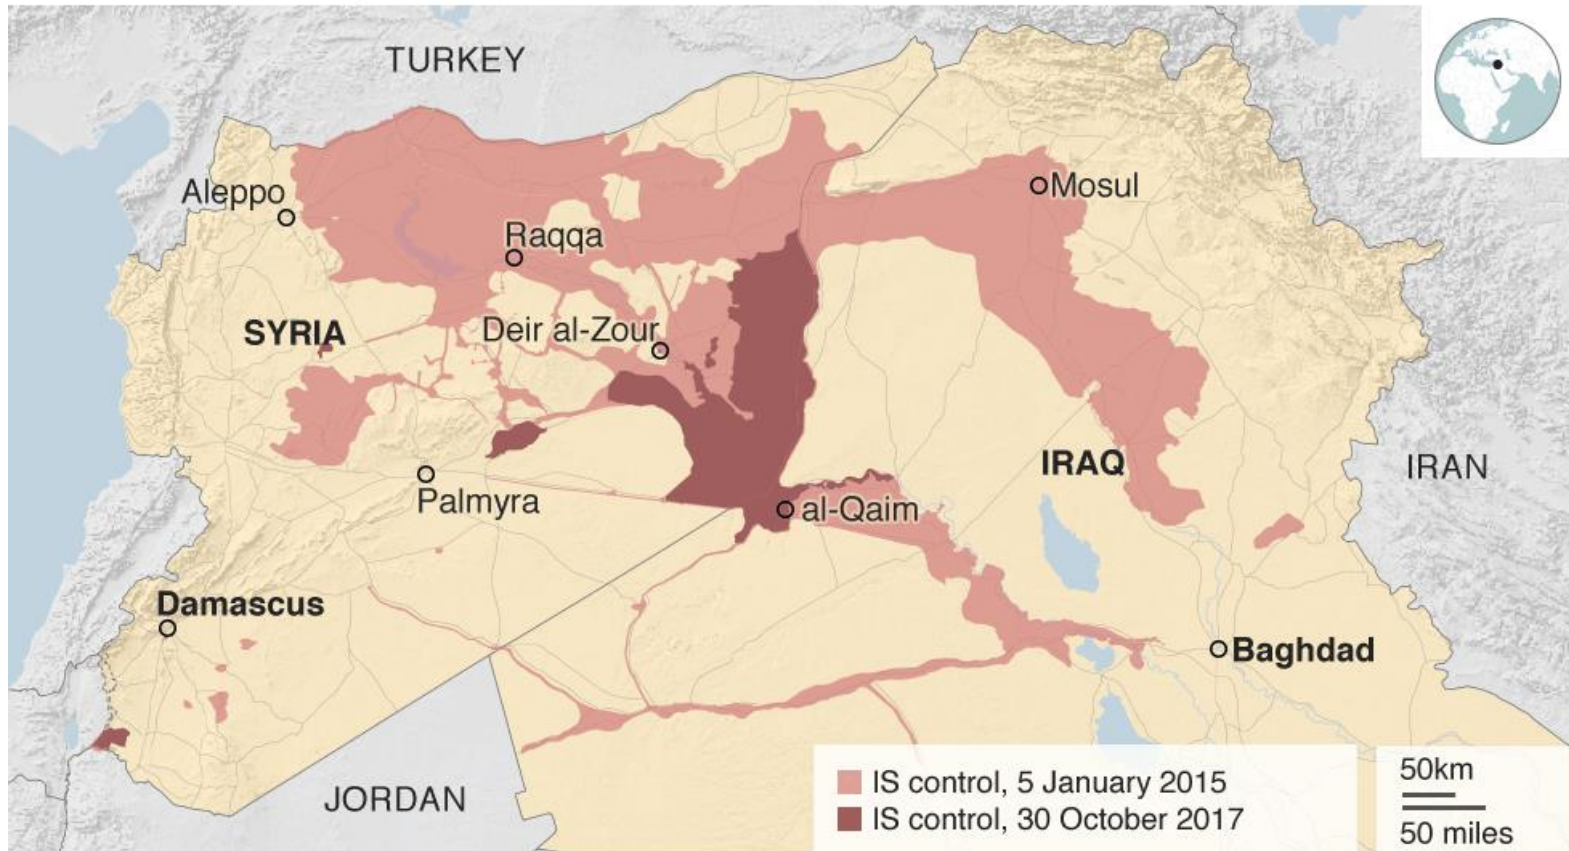 TURKEY
Aleppo
Mosul
Raqqa
SYRIA
Deir al-Zour
IRAQ
IRAN
Palmyra
al-Qaim
Damascus
Baghdad
JORDAN
IS control, 5 January 2015
IS control, 30 October 2017
50km
50 miles